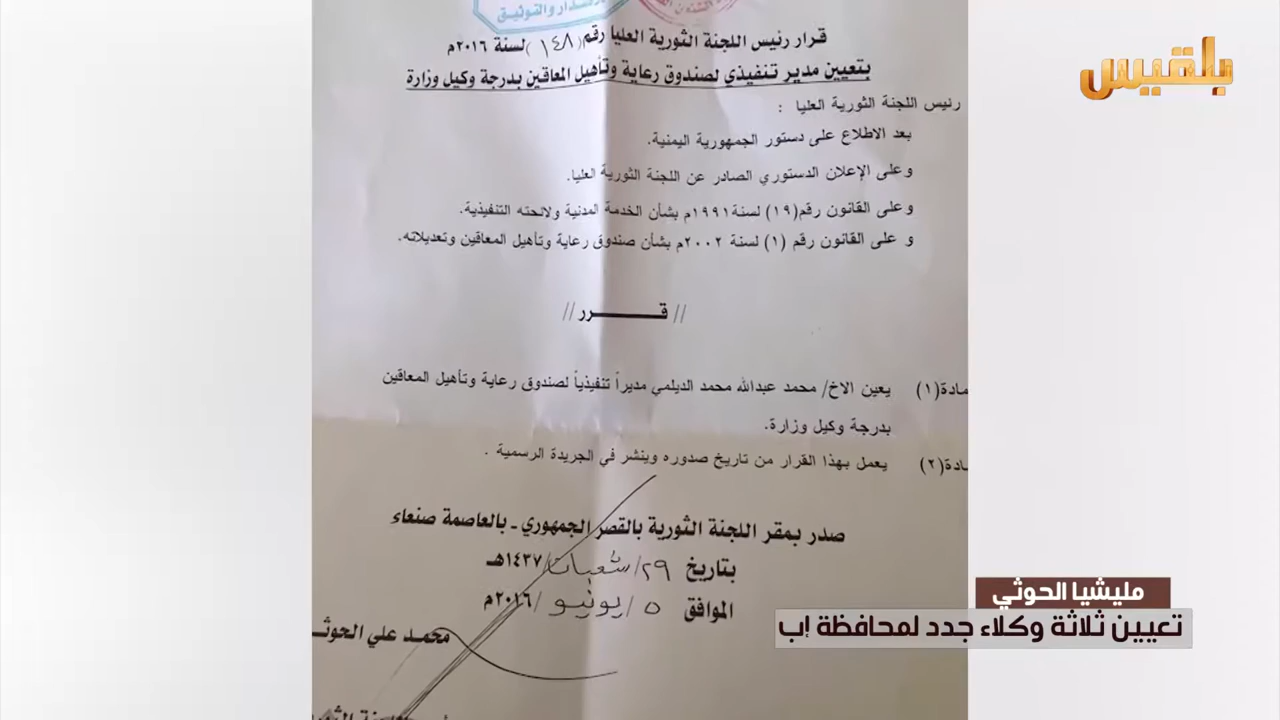 الإصدار والتوثيق
بلقيس
قرار رئيس اللجنة الثورية العليا رقم (١٤٨) لسنة ٢٠١٦م
بتعيين مدير تنفيذي لصندوق رعاية وتأهيل المعاقين بدرجة وكيل وزارة
رئيس اللجنة الثورية العليا :
بعد الاطلاع على دستور الجمهورية اليمنية.
وعلى الإعلان الدستوري الصادر عن اللجنة الثورية العليا.
وعلى القانون رقم(١٩) لسنة١٩٩١م بشأن الخدمة المدنية ولائحته التنفيذية.
و على القانون رقم (١) لسنة ٢٠٠٢م بشأن صندوق رعاية وتأهيل المعاقين وتعديلاته.
// قـــــــرر //
مادة(١) يعين الاخ/ محمد عبدالله محمد الديلمي مديراً تنفيذياً لصندوق رعاية وتأهيل المعاقين
بدرجة وكيل وزارة.
مادة(٢) يعمل بهذا القرار من تاريخ صدوره وينشر في الجريدة الرسمية .
صدر بمقر اللجنة الثورية بالقصر الجمهوري - بالعاصمة صنعاء
بتاريخ ٢٩/شعبان/١٤٣٧هـ
الموافق ٥/يونيو/٢٠١٦م
محمد علي الحوث
مليشيا الحوثي
تعيين ثلاثة وكلاء جدد لمحافظة إب